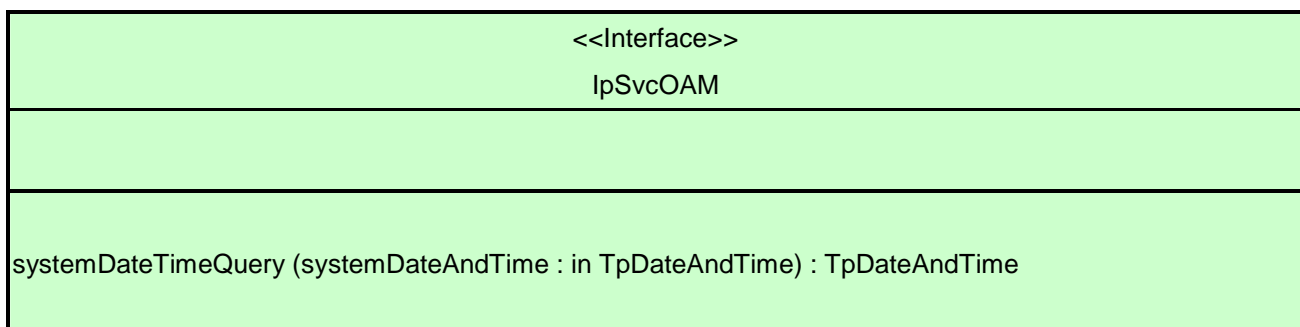 <<Interface>>
IpSvcOAM
systemDateTimeQuery (systemDateAndTime : in TpDateAndTime) : TpDateAndTime